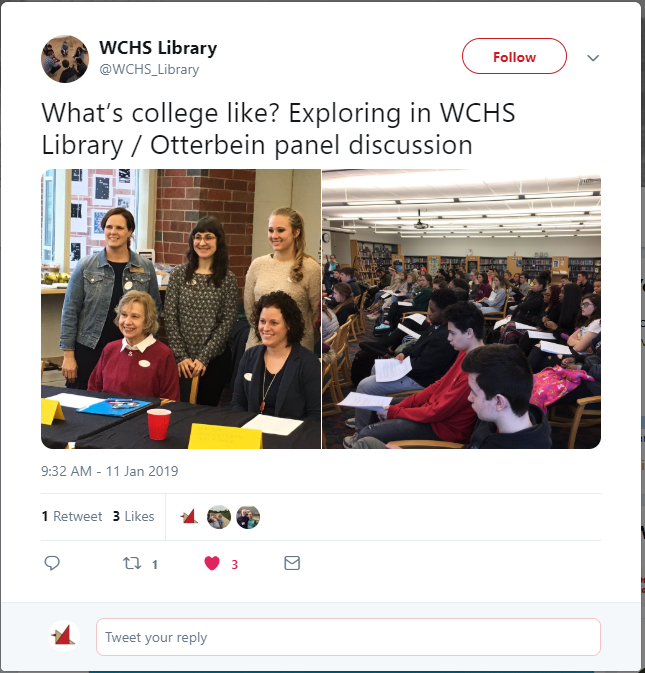 WCHS Library
@WCHS_Library
Follow
What’s college like? Exploring in WCHS
Library / Otterbein panel discussion
9:32 AM - 11 Jan 2019
1 Retweet 3 Likes
1 3
Tweet your reply